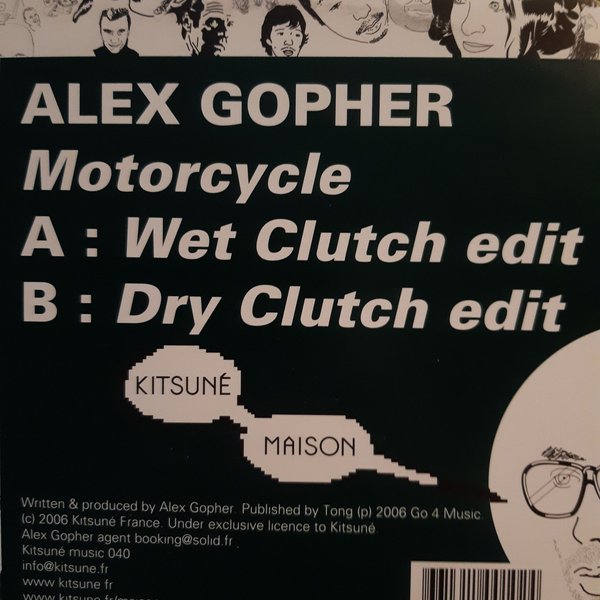 ALEX GOPHER
Motorcycle
A : Wet Clutch edit
B : Dry Clutch edit
KITSUNÉ
MAISON
Written & produced by Alex Gopher. Published by Tong (p) 2006 Go 4 Music.
(c) 2006 Kitsuné France. Under exclusive licence to Kitsuné.
Alex Gopher agent booking@solid.fr
Kitsuné music 040
info@kitsune.fr
www.kitsune.fr